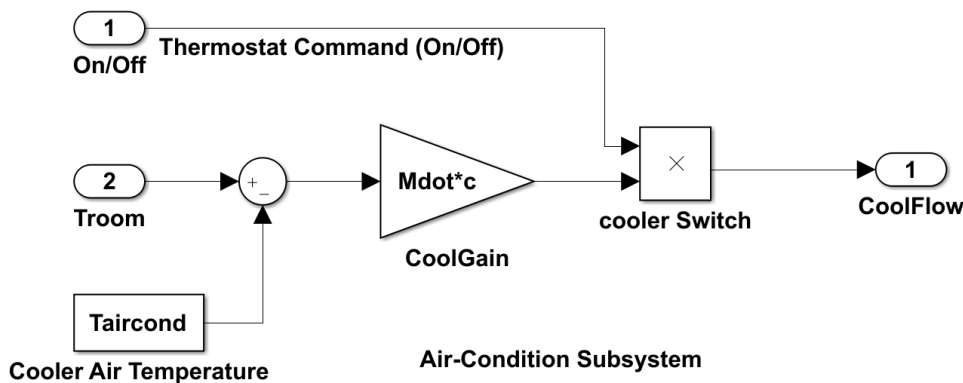 1
On/Off
Thermostat Command (On/Off)
2
Troom
+
−
Mdot*c
CoolGain
×
cooler Switch
1
CoolFlow
Taircond
Cooler Air Temperature
Air-Condition Subsystem